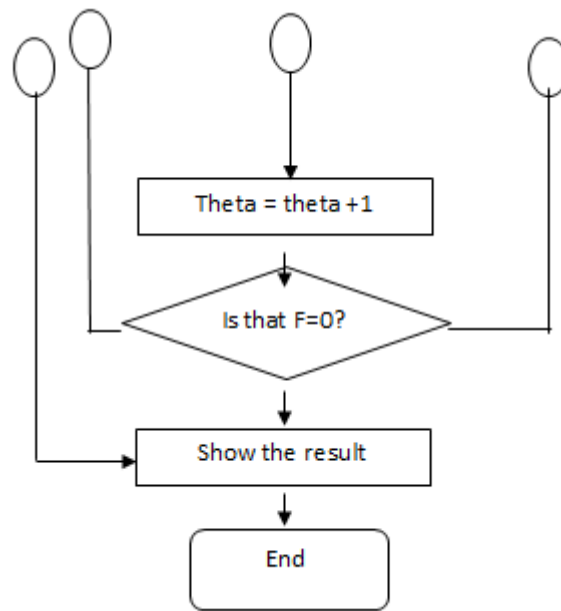 Theta = theta +1
Is that F=0?
Show the result
End